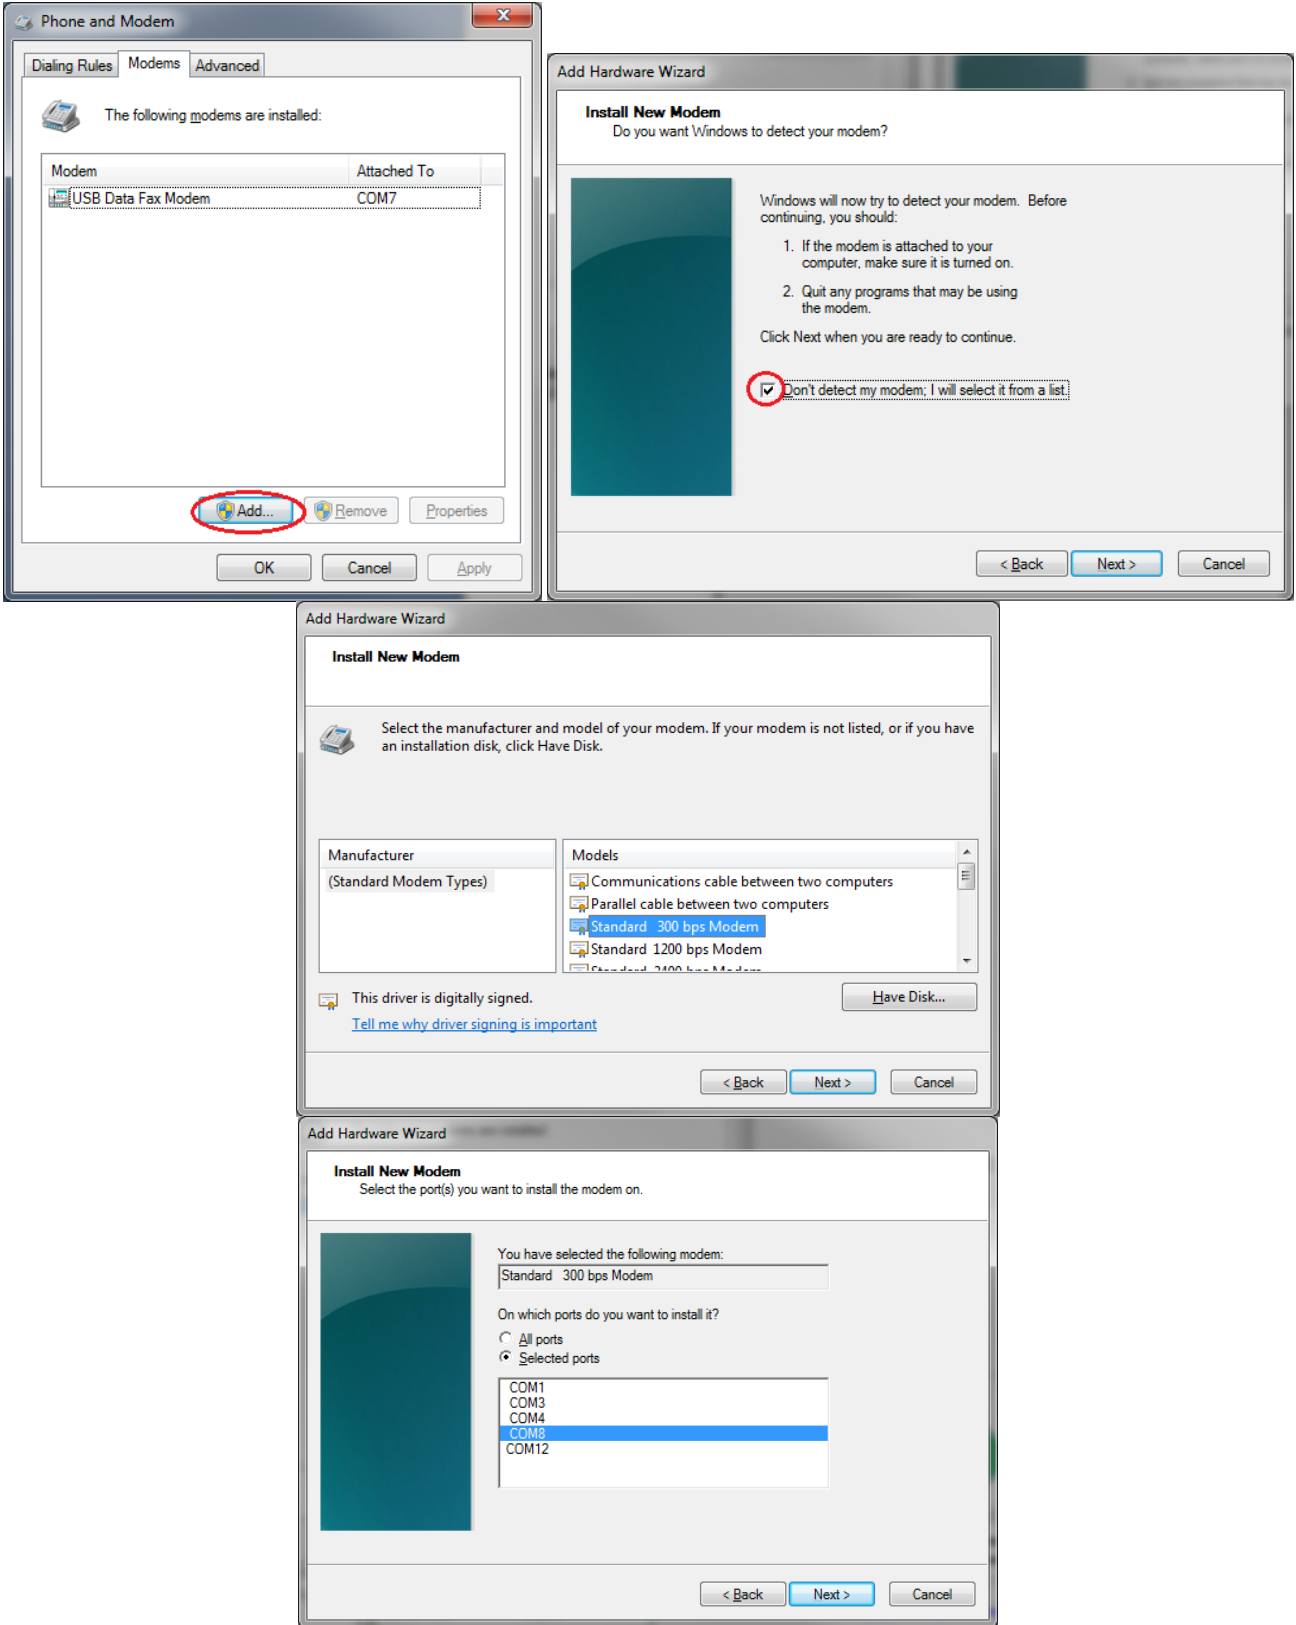 Phone and Modem
Dialing Rules Modems Advanced
The following modems are installed:
Modem Attached To
USB Data Fax Modem COM7
Add... Remove Properties
OK Cancel Apply
Add Hardware Wizard
Install New Modem
Do you want Windows to detect your modem?
Windows will now try to detect your modem. Before
continuing, you should:
1. If the modem is attached to your
computer, make sure it is turned on.
2. Quit any programs that may be using
the modem.
Click Next when you are ready to continue.
Don't detect my modem; I will select it from a list.
< Back Next > Cancel
Add Hardware Wizard
Install New Modem
Select the manufacturer and model of your modem. If your modem is not listed, or if you have
an installation disk, click Have Disk.
Manufacturer
(Standard Modem Types)
Models
Communications cable between two computers
Parallel cable between two computers
Standard 300 bps Modem
Standard 1200 bps Modem
Standard 2400 bps Modem
This driver is digitally signed.
Have Disk...
Tell me why driver signing is important
< Back Next > Cancel
Add Hardware Wizard
Install New Modem
Select the port(s) you want to install the modem on.
You have selected the following modem:
Standard 300 bps Modem
On which ports do you want to install it?
All ports
Selected ports
COM1
COM3
COM4
COM8
COM12
< Back Next > Cancel